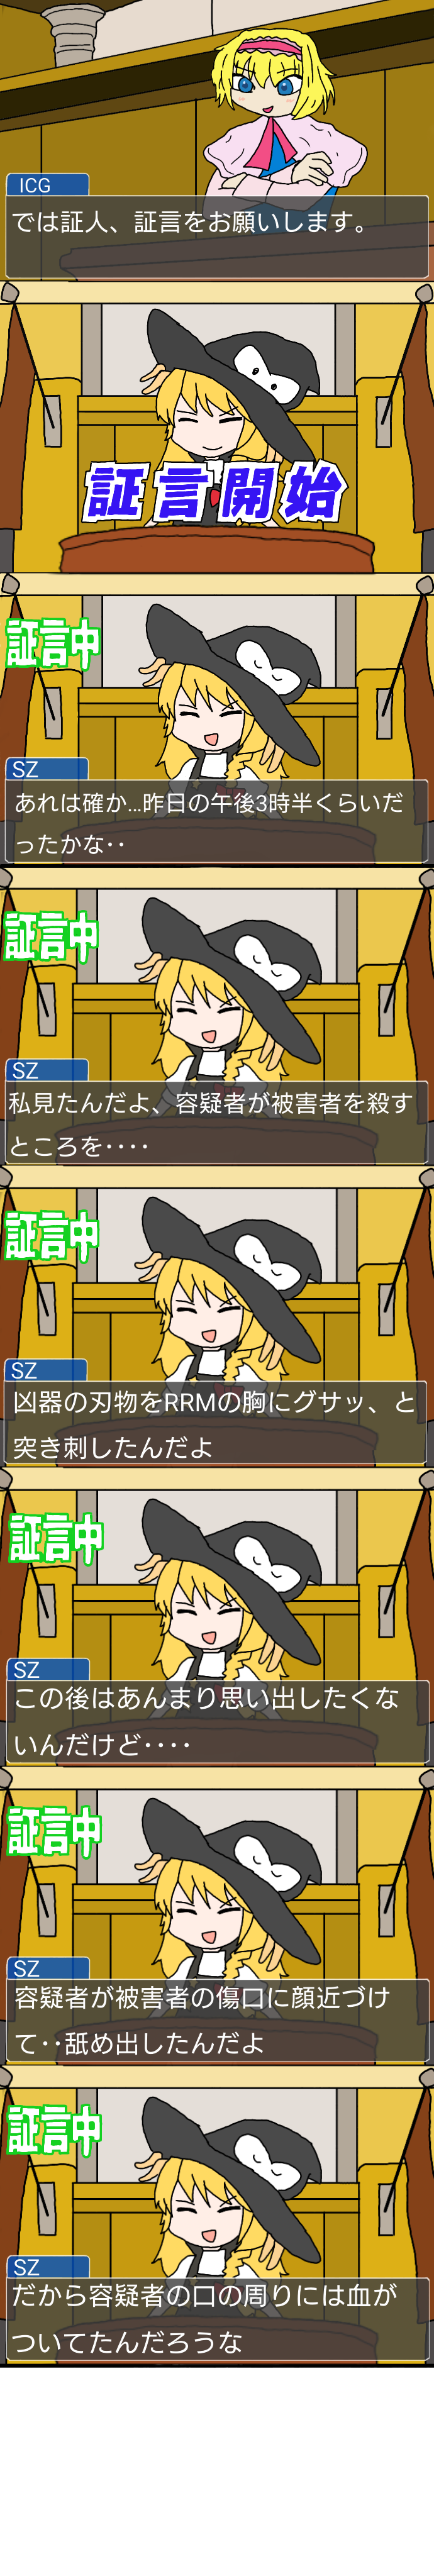 ICG
では証人、証言をお願いします。
証言開始
証言中
SZ
あれは確か…昨日の午後3時半くらいだ
ったかな‥
証言中
SZ
私見たんだよ、容疑者が被害者を殺す
ところを‥‥
証言中
SZ
凶器の刃物をRRMの胸にグサッ、と
突き刺したんだよ
証言中
SZ
この後はあんまり思い出したくな
いんだけど‥‥
証言中
SZ
容疑者が被害者の傷口に顔近づけ
て‥舐め出したんだよ
証言中
SZ
だから容疑者の口の周りには血が
ついてたんだろうな